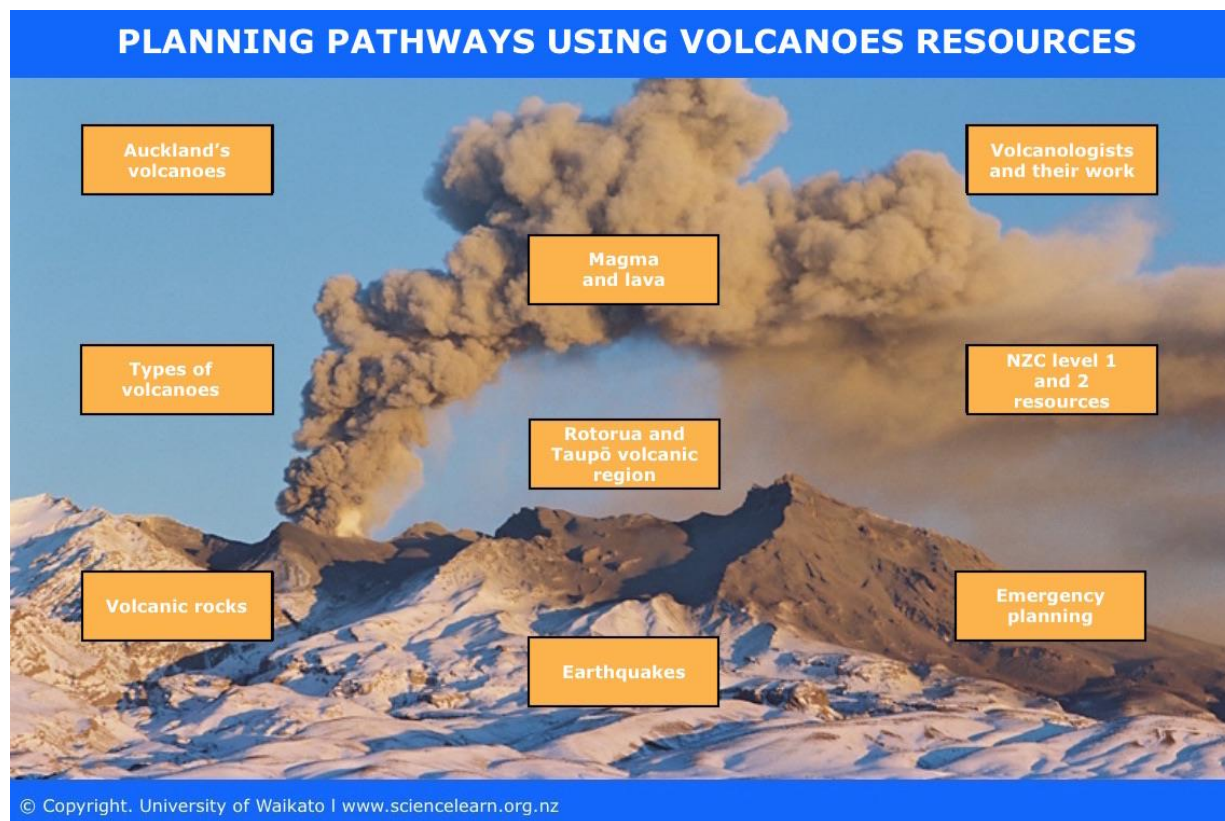 PLANNING PATHWAYS USING VOLCANOES RESOURCES
Auckland’s
volcanoes
Volcanologists
and their work
Magma
and lava
Types of
volcanoes
NZC level 1
and 2
resources
Rotorua and
Taupō volcanic
region
Volcanic rocks
Emergency
planning
Earthquakes
© Copyright. University of Waikato l www.sciencelearn.org.nz